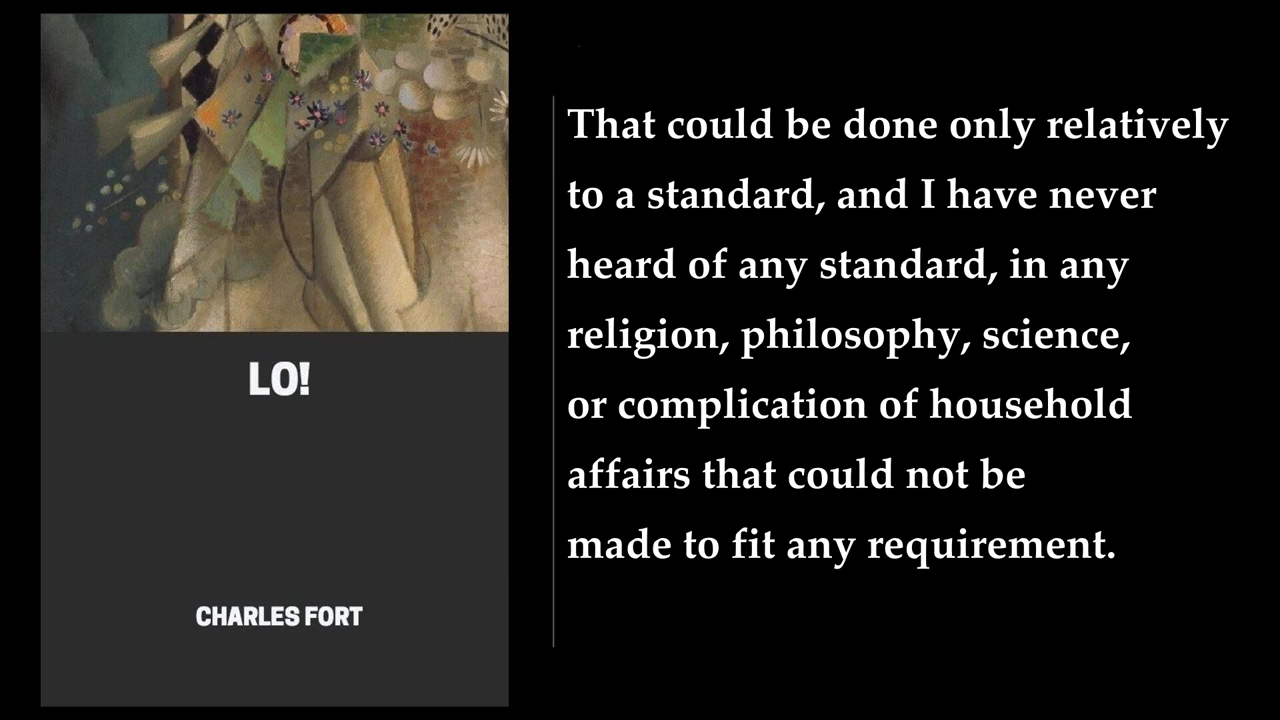 LO!
CHARLES FORT
That could be done only relatively
to a standard, and I have never
heard of any standard, in any
religion, philosophy, science,
or complication of household
affairs that could not be
made to fit any requirement.